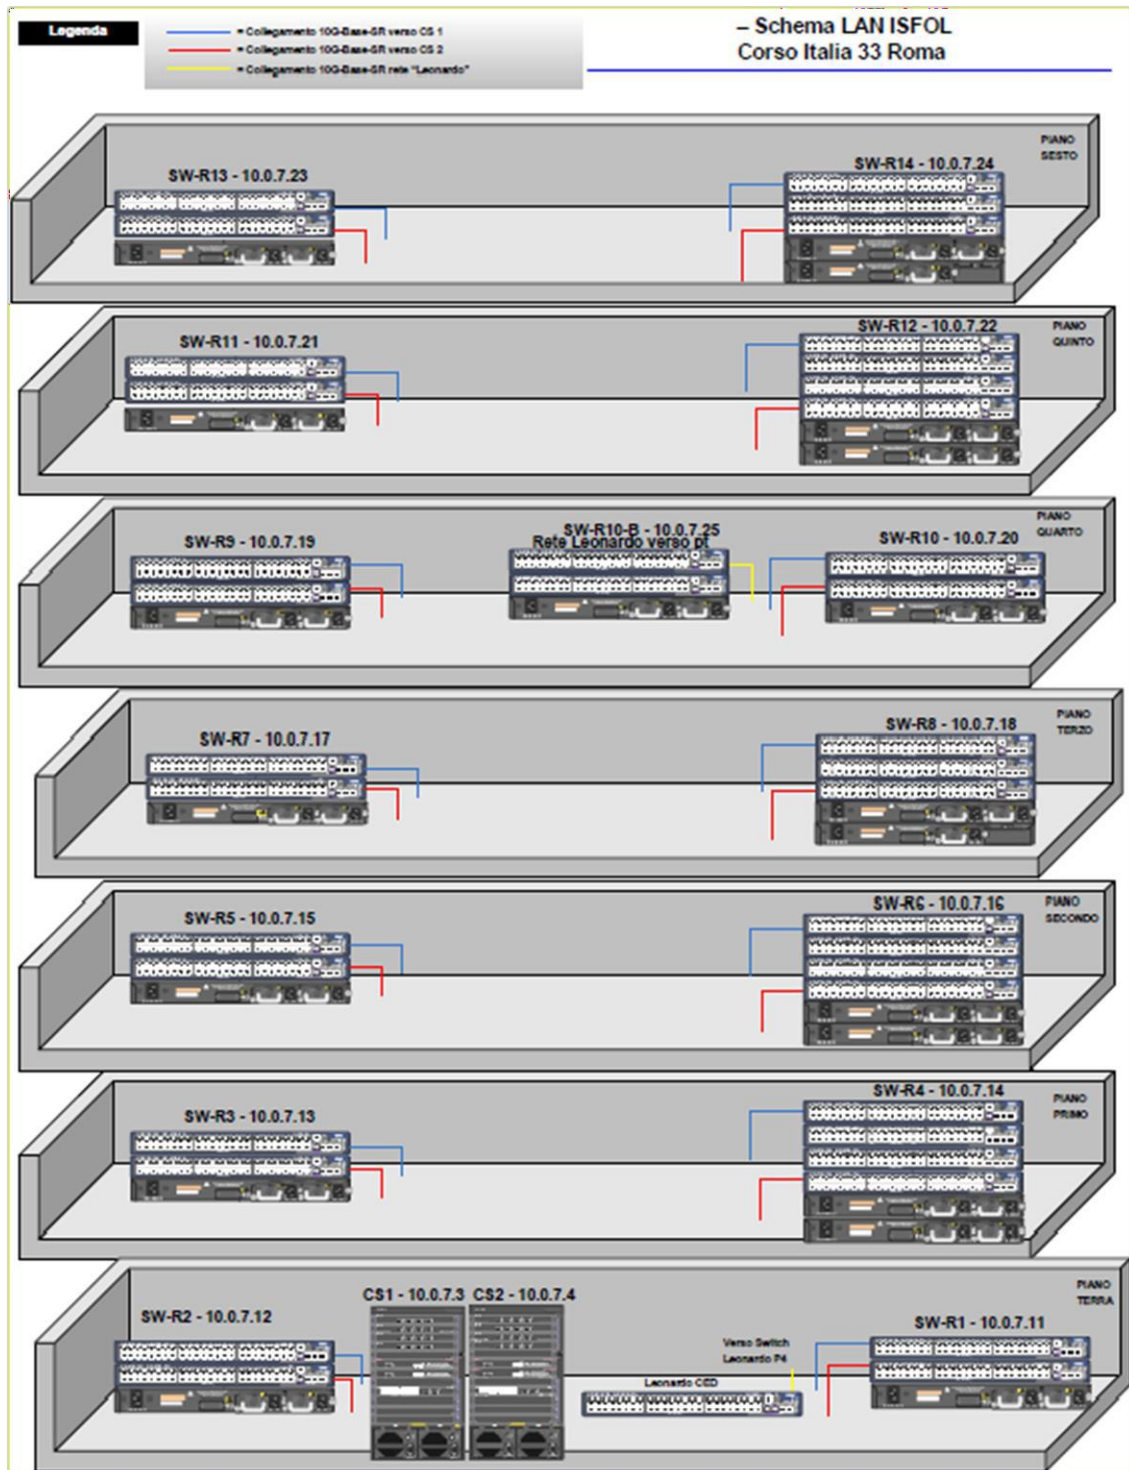 Legenda
= Collegamento 10G-Base-SR verso CS 1
= Collegamento 10G-Base-SR verso CS 2
= Collegamento 10G-Base-SR rete "Leonardo"
– Schema LAN ISFOL
Corso Italia 33 Roma
PIANO
SESTO
SW-R13 - 10.0.7.23
SW-R14 - 10.0.7.24
PIANO
QUINTO
SW-R11 - 10.0.7.21
SW-R12 - 10.0.7.22
PIANO
QUARTO
SW-R9 - 10.0.7.19
SW-R10-B - 10.0.7.25
Rete Leonardo verso pt
SW-R10 - 10.0.7.20
PIANO
TERZO
SW-R7 - 10.0.7.17
SW-R8 - 10.0.7.18
PIANO
SECONDO
SW-R5 - 10.0.7.15
SW-R6 - 10.0.7.16
PIANO
PRIMO
SW-R3 - 10.0.7.13
SW-R4 - 10.0.7.14
PIANO
TERRA
SW-R2 - 10.0.7.12
CS1 - 10.0.7.3
CS2 - 10.0.7.4
SW-R1 - 10.0.7.11
Verso Switch
Leonardo P4
Leonardo CED